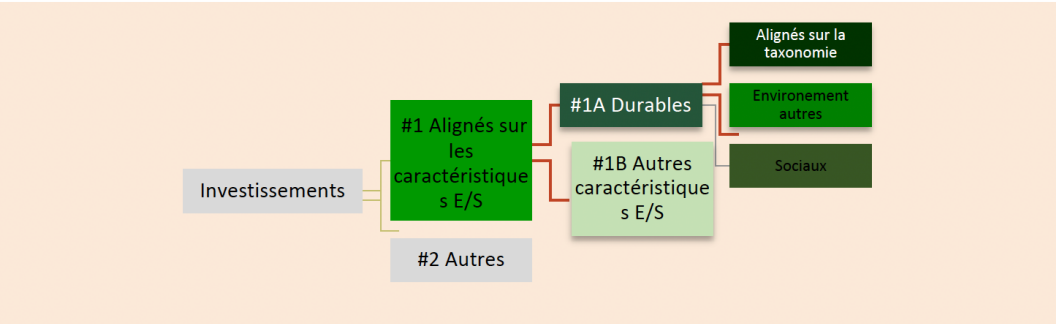 Investissements
#1 Alignés sur
les
caractéristique
s E/S
#2 Autres
#1A Durables
#1B Autres
caractéristique
s E/S
Alignés sur la
taxonomie
Environement
autres
Sociaux